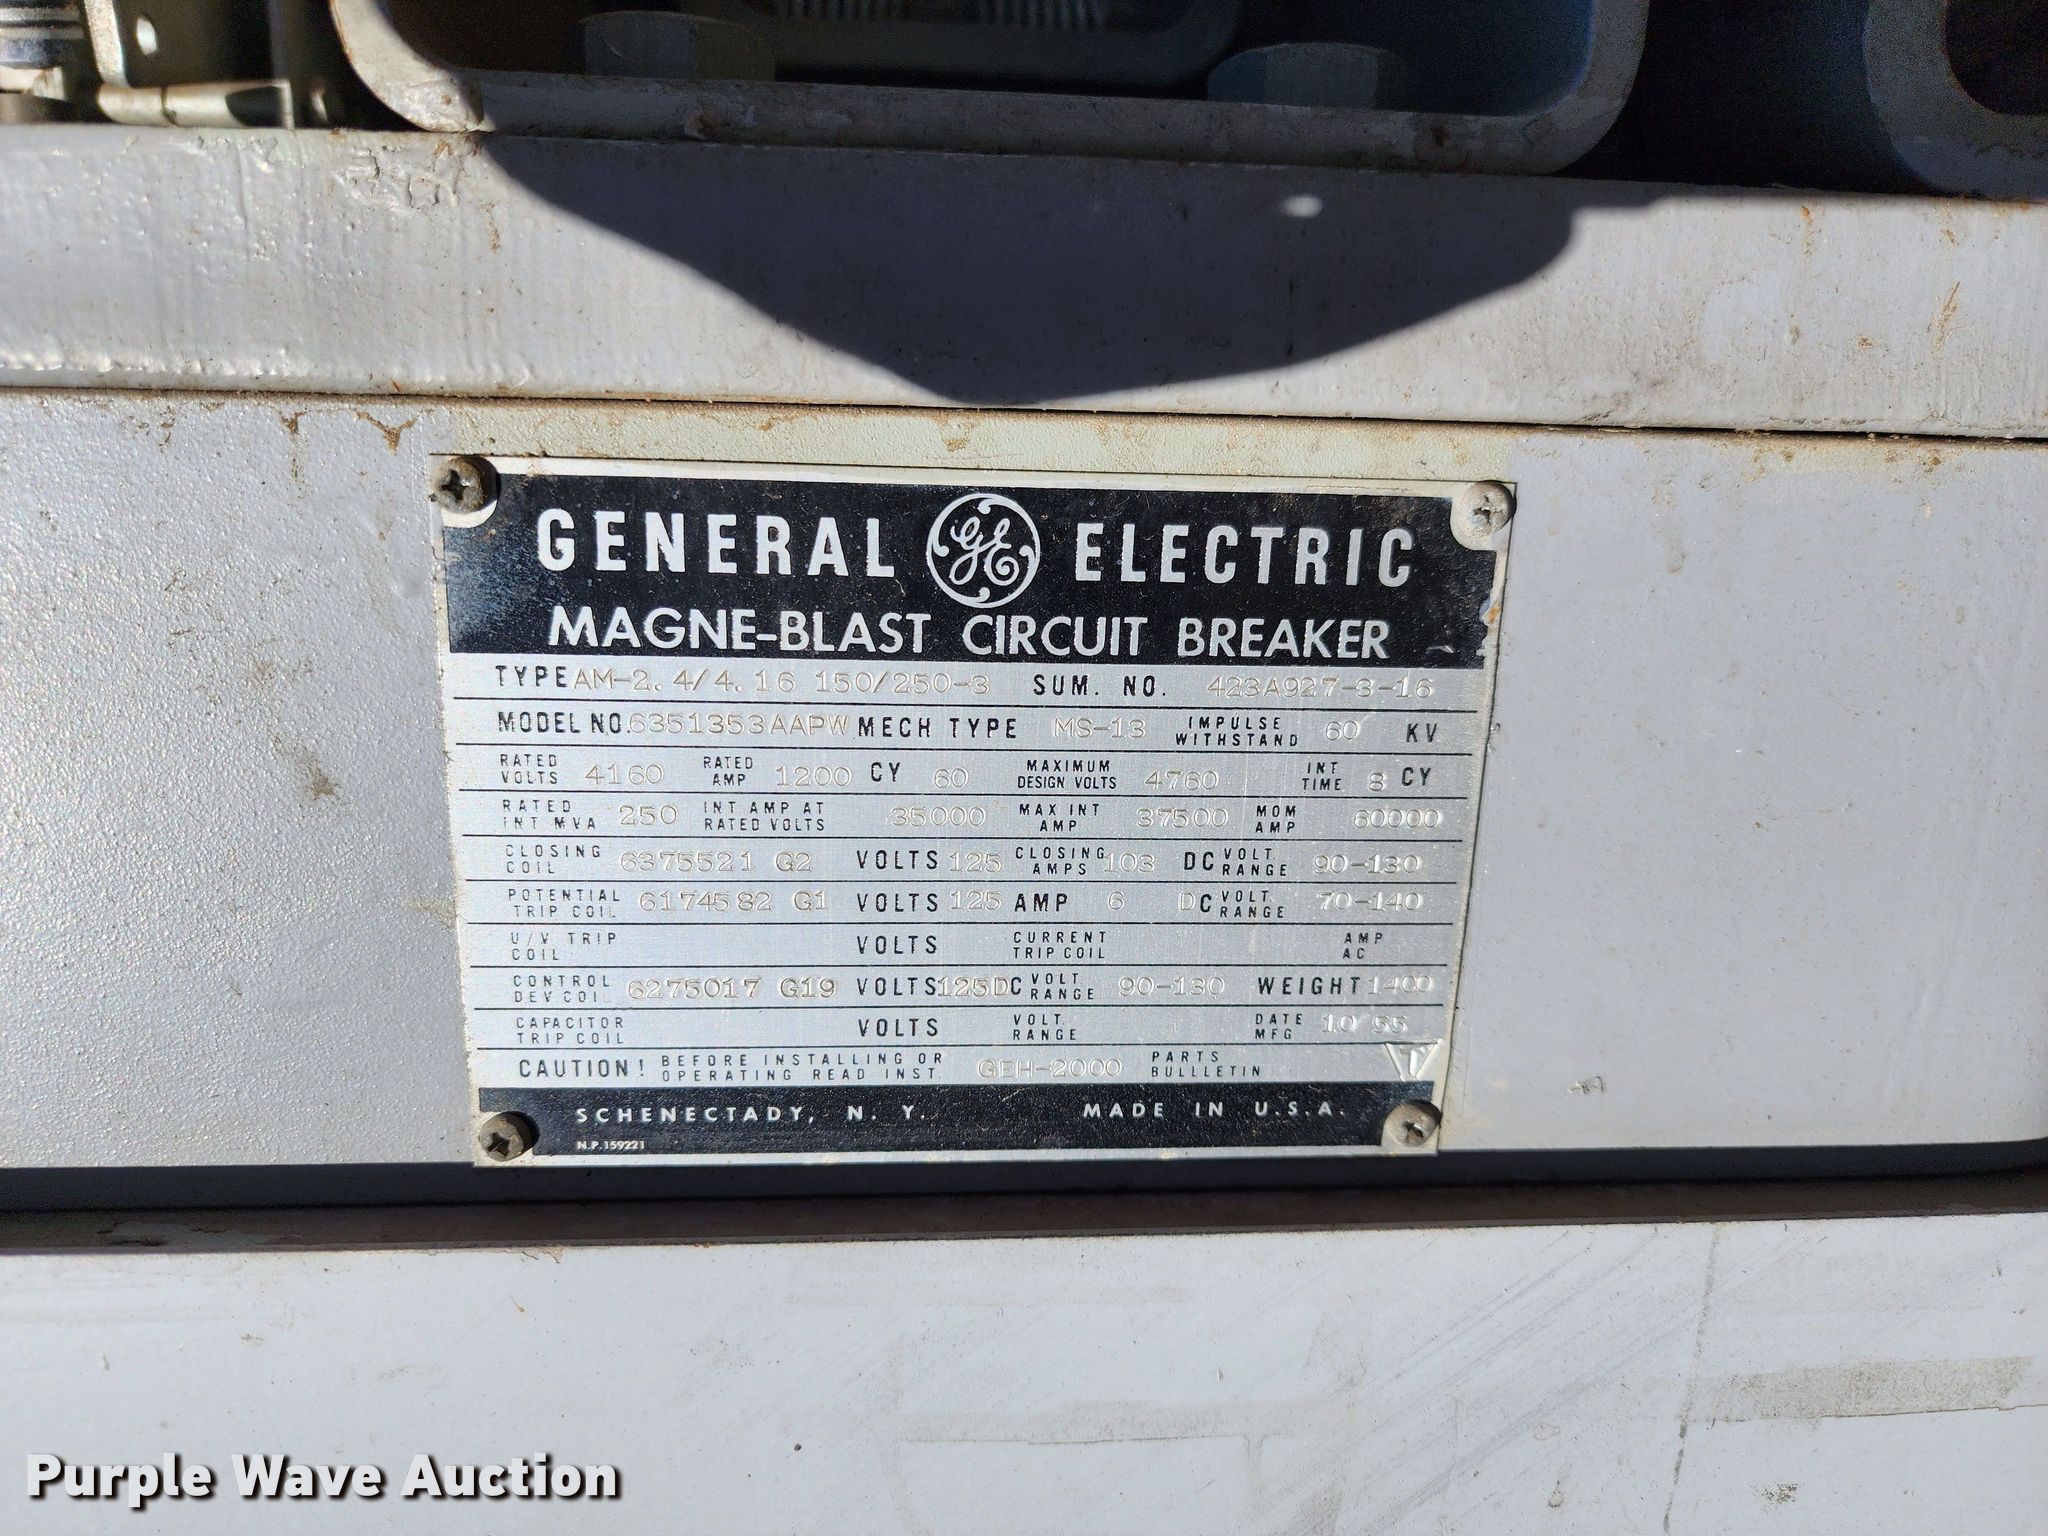 GENERAL GE ELECTRIC
MAGNE-BLAST CIRCUIT BREAKER
TYPE AM-2.4/4.16 150/250-3 SUM. NO. 423A927-3-16
MODEL NO. 6351353AAPW MECH TYPE MS-13 IMPULSE WITHSTAND 60 KV
RATED VOLTS 4160 RATED AMP 1200 CY 60 MAXIMUM DESIGN VOLTS 4760 INT TIME 8 CY
RATED INT MVA 250 INT AMP AT RATED VOLTS 35000 MAX INT AMP 37500 MOM AMP 60000
CLOSING COIL 6375521 G2 VOLTS 125 CLOSING AMPS 103 DC VOLT. RANGE 90-130
POTENTIAL TRIP COIL 6174582 G1 VOLTS 125 AMP 6 DC VOLT. RANGE 70-140
U/V TRIP COIL VOLTS CURRENT TRIP COIL AMP AC
CONTROL DEV COIL 6275017 G19 VOLTS 125DC VOLT. RANGE 90-130 WEIGHT 1400
CAPACITOR TRIP COIL VOLTS VOLT. RANGE DATE MFG 10/55
CAUTION! BEFORE INSTALLING OR OPERATING READ INST. GEH-2000 PARTS BULLLETIN
SCHENECTADY, N. Y. MADE IN U.S.A.
N.P. 159221
Purple Wave Auction